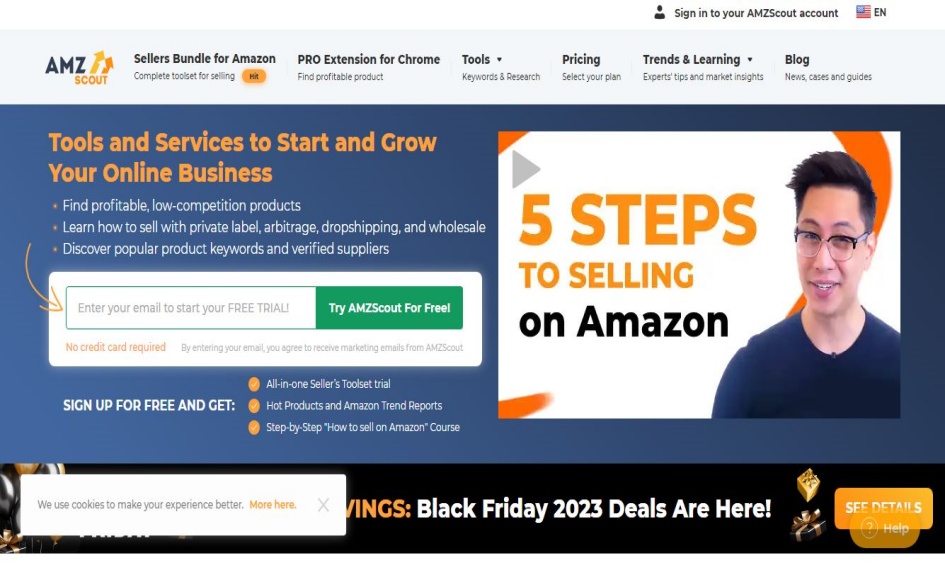 Sign in to your AMZScout account
EN
AMZ
SCOUT
Sellers Bundle for Amazon
Complete toolset for selling Hit
PRO Extension for Chrome
Find profitable product
Tools
Keywords & Research
Pricing
Select your plan
Trends & Learning
Experts' tips and market insights
Blog
News, cases and guides
Tools and Services to Start and Grow
Your Online Business
Find profitable, low-competition products
Learn how to sell with private label, arbitrage, dropshipping, and wholesale
Discover popular product keywords and verified suppliers
Enter your email to start your FREE TRIAL!
Try AMZScout For Free!
No credit card required
By entering your email, you agree to receive marketing emails from AMZScout
SIGN UP FOR FREE AND GET:
All-in-one Seller's Toolset trial
Hot Products and Amazon Trend Reports
Step-by-Step "How to sell on Amazon" Course
5 STEPS
TO SELLING
on Amazon
We use cookies to make your experience better. More here.
VINGS: Black Friday 2023 Deals Are Here!
SEE DETAILS
Help